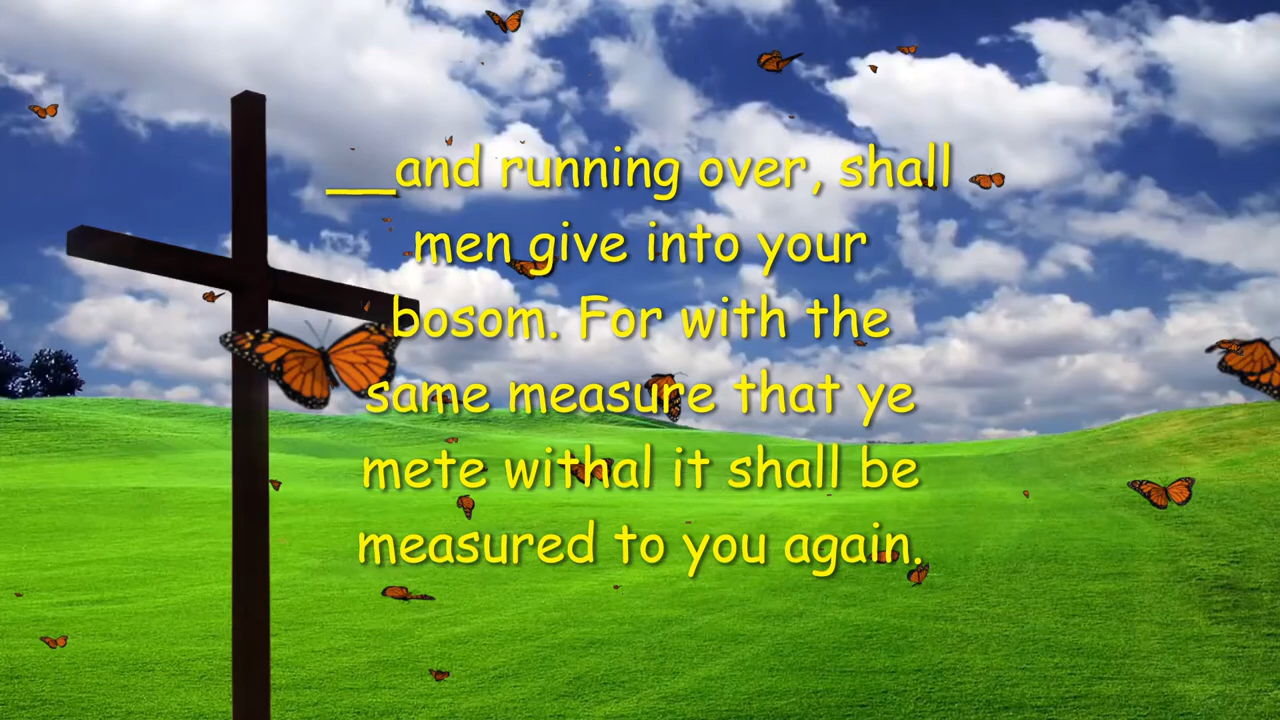 __and running over, shall
men give into your
bosom. For with the
same measure that ye
mete withal it shall be
measured to you again.